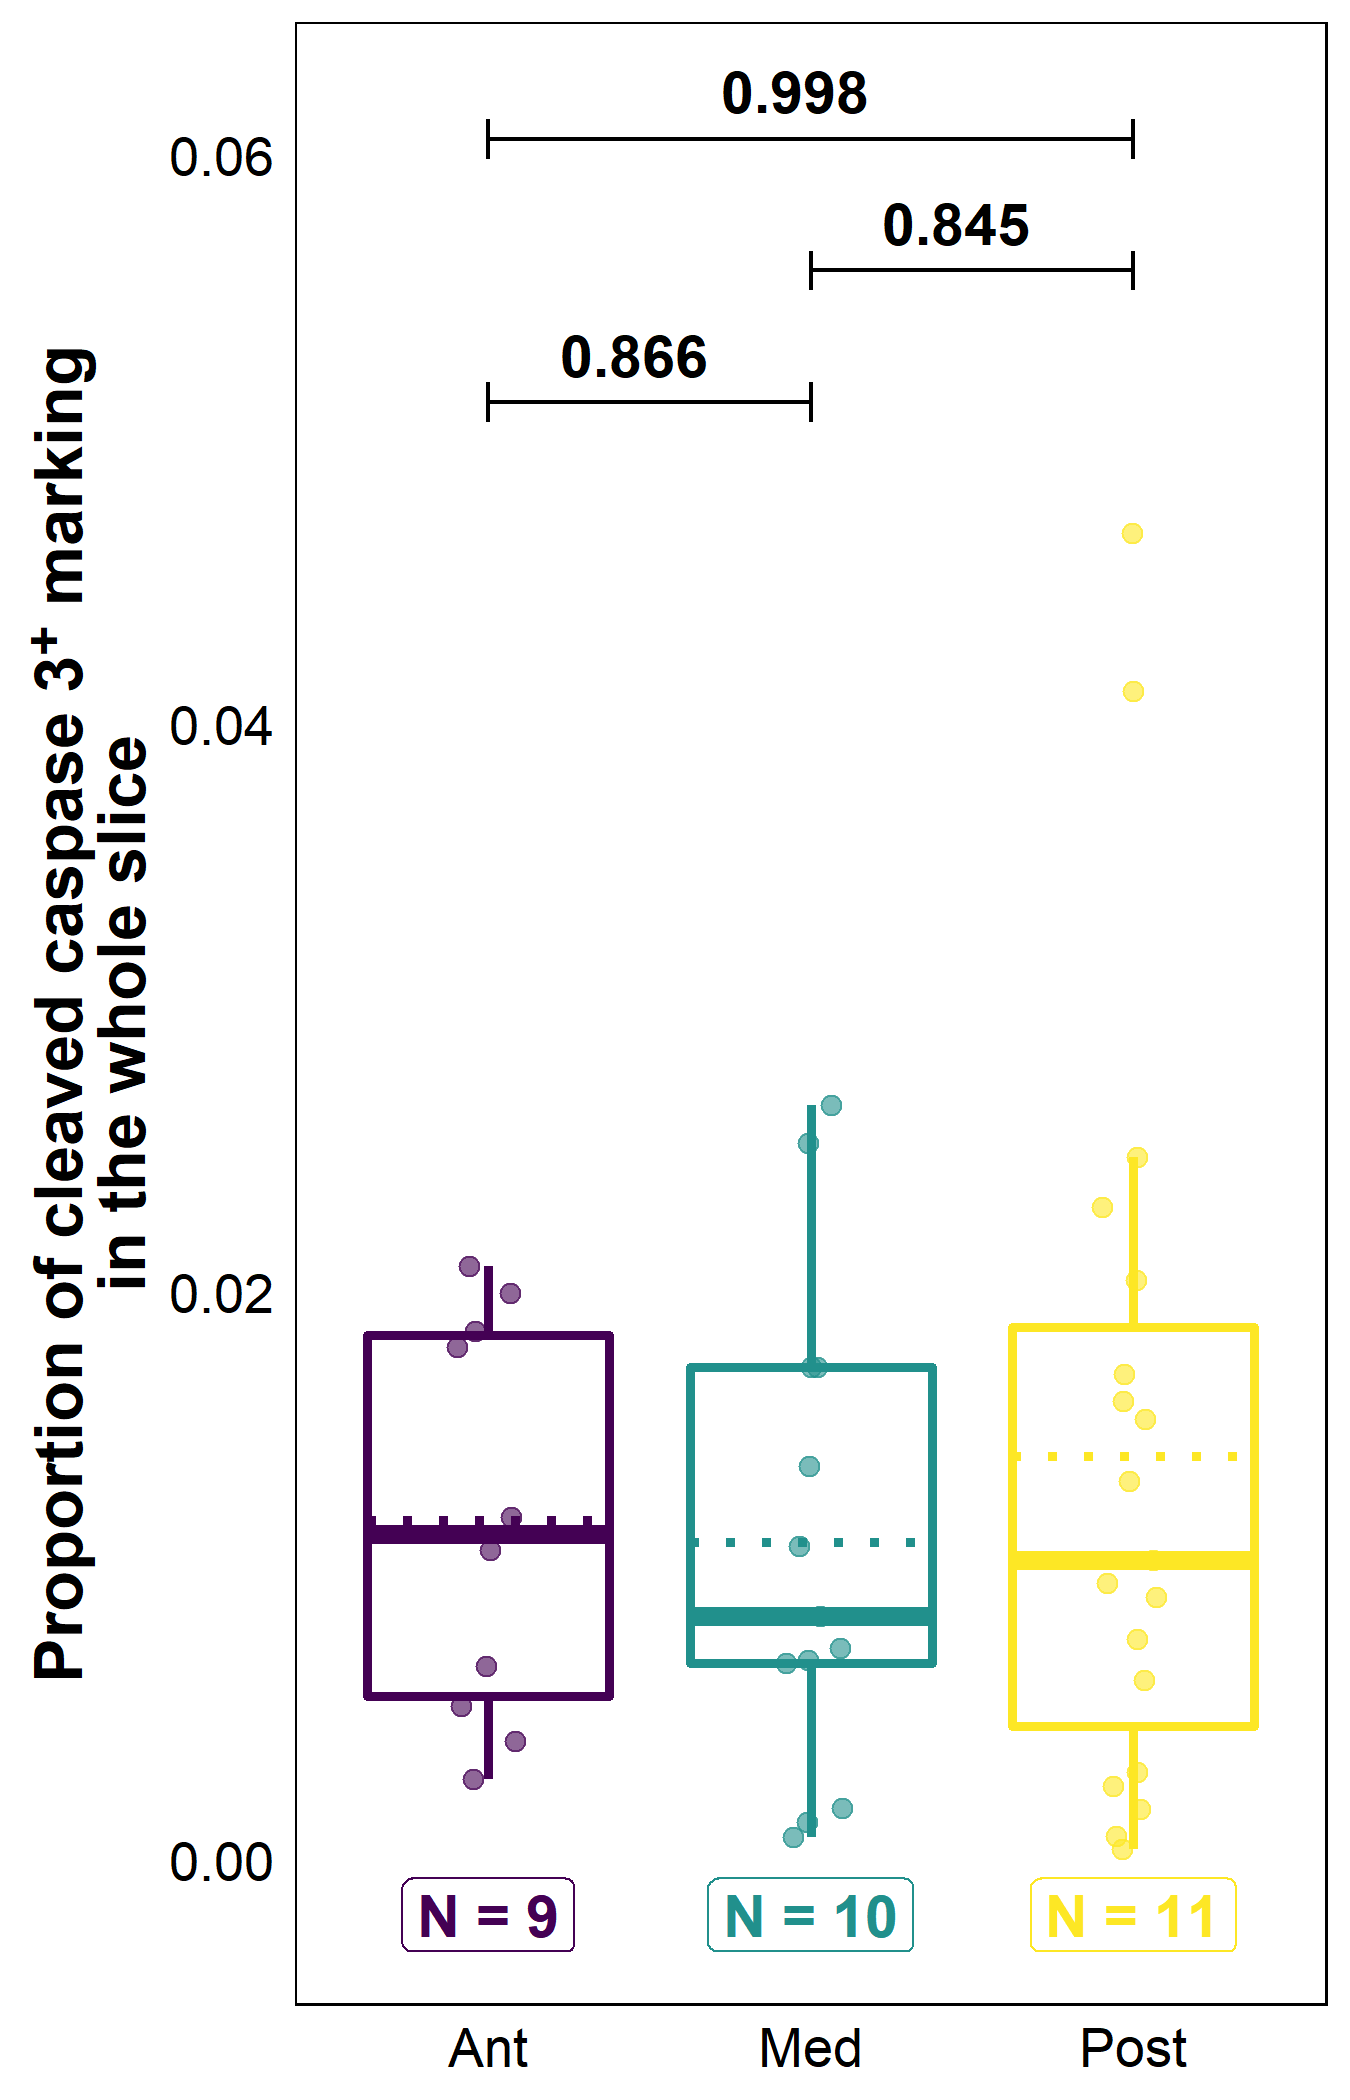 Proportion of cleaved caspase 3⁺ marking
in the whole slice
0.06
0.04
0.02
0.00
0.998
0.845
0.866
N = 9
N = 10
N = 11
Ant
Med
Post